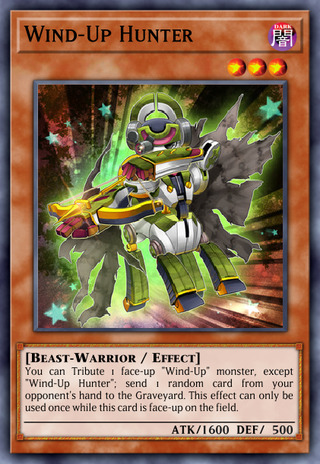 Wind-Up Hunter
DARK
闇
[Beast-Warrior / Effect]
You can Tribute 1 face-up "Wind-Up" monster, except
"Wind-Up Hunter"; send 1 random card from your
opponent's hand to the Graveyard. This effect can only
be used once while this card is face-up on the field.
ATK/1600 DEF/ 500